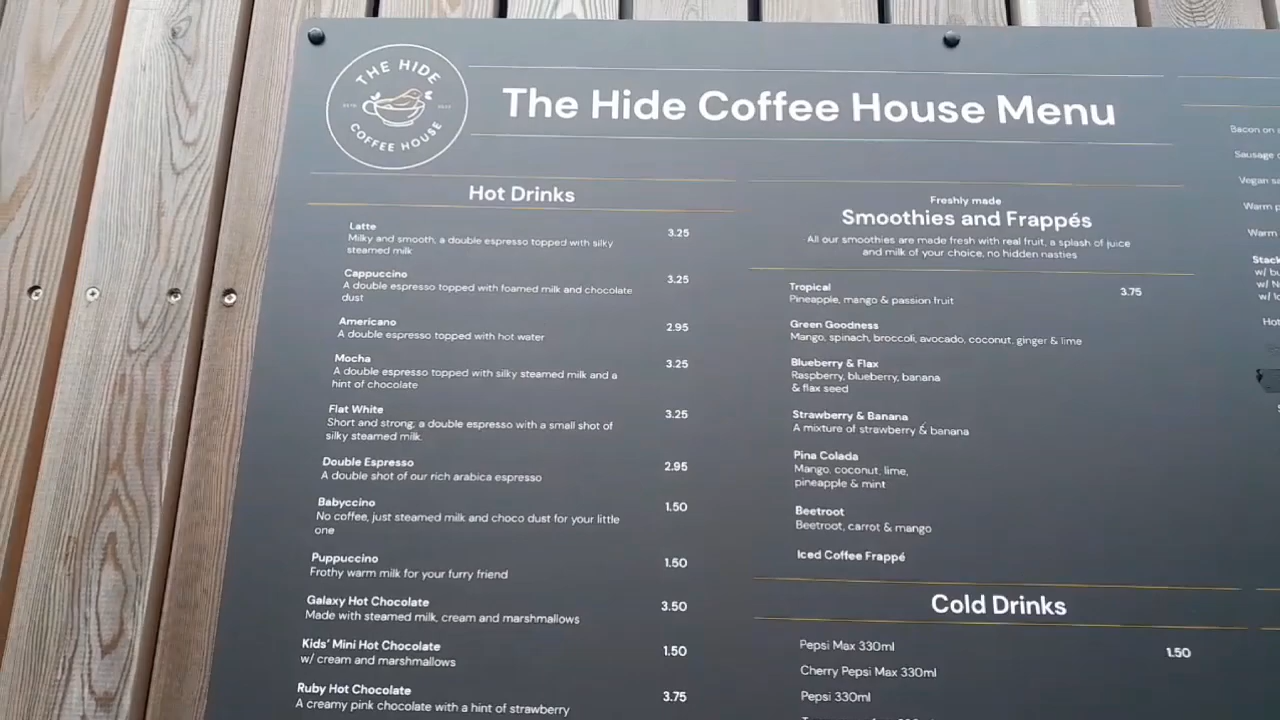 THE HIDE
COFFEE HOUSE
The Hide Coffee House Menu
Hot Drinks
Latte 3.25
Milky and smooth, a double espresso topped with silky
steamed milk
Cappuccino 3.25
A double espresso topped with foamed milk and chocolate
dust
Americano 2.95
A double espresso topped with hot water
Mocha 3.25
A double espresso topped with silky steamed milk and a
hint of chocolate
Flat White 3.25
Short and strong, a double espresso with a small shot of
silky steamed milk.
Double Espresso 2.95
A double shot of our rich arabica espresso
Babyccino 1.50
No coffee, just steamed milk and choco dust for your little
one
Puppuccino 1.50
Frothy warm milk for your furry friend
Galaxy Hot Chocolate 3.50
Made with steamed milk, cream and marshmallows
Kids' Mini Hot Chocolate 1.50
w/ cream and marshmallows
Ruby Hot Chocolate 3.75
A creamy pink chocolate with a hint of strawberry
Freshly made
Smoothies and Frappés
All our smoothies are made fresh with real fruit, a splash of juice
and milk of your choice, no hidden nasties
Tropical 3.75
Pineapple, mango & passion fruit
Green Goodness
Mango, spinach, broccoli, avocado, coconut, ginger & lime
Blueberry & Flax
Raspberry, blueberry, banana
& flax seed
Strawberry & Banana
A mixture of strawberry & banana
Pina Colada
Mango, coconut, lime,
pineapple & mint
Beetroot
Beetroot, carrot & mango
Iced Coffee Frappé
Cold Drinks
Pepsi Max 330ml 1.50
Cherry Pepsi Max 330ml
Pepsi 330ml
Bacon on
Sausage
Vegan
Warm
Warm
Stack
w/
w/
w/
Hot